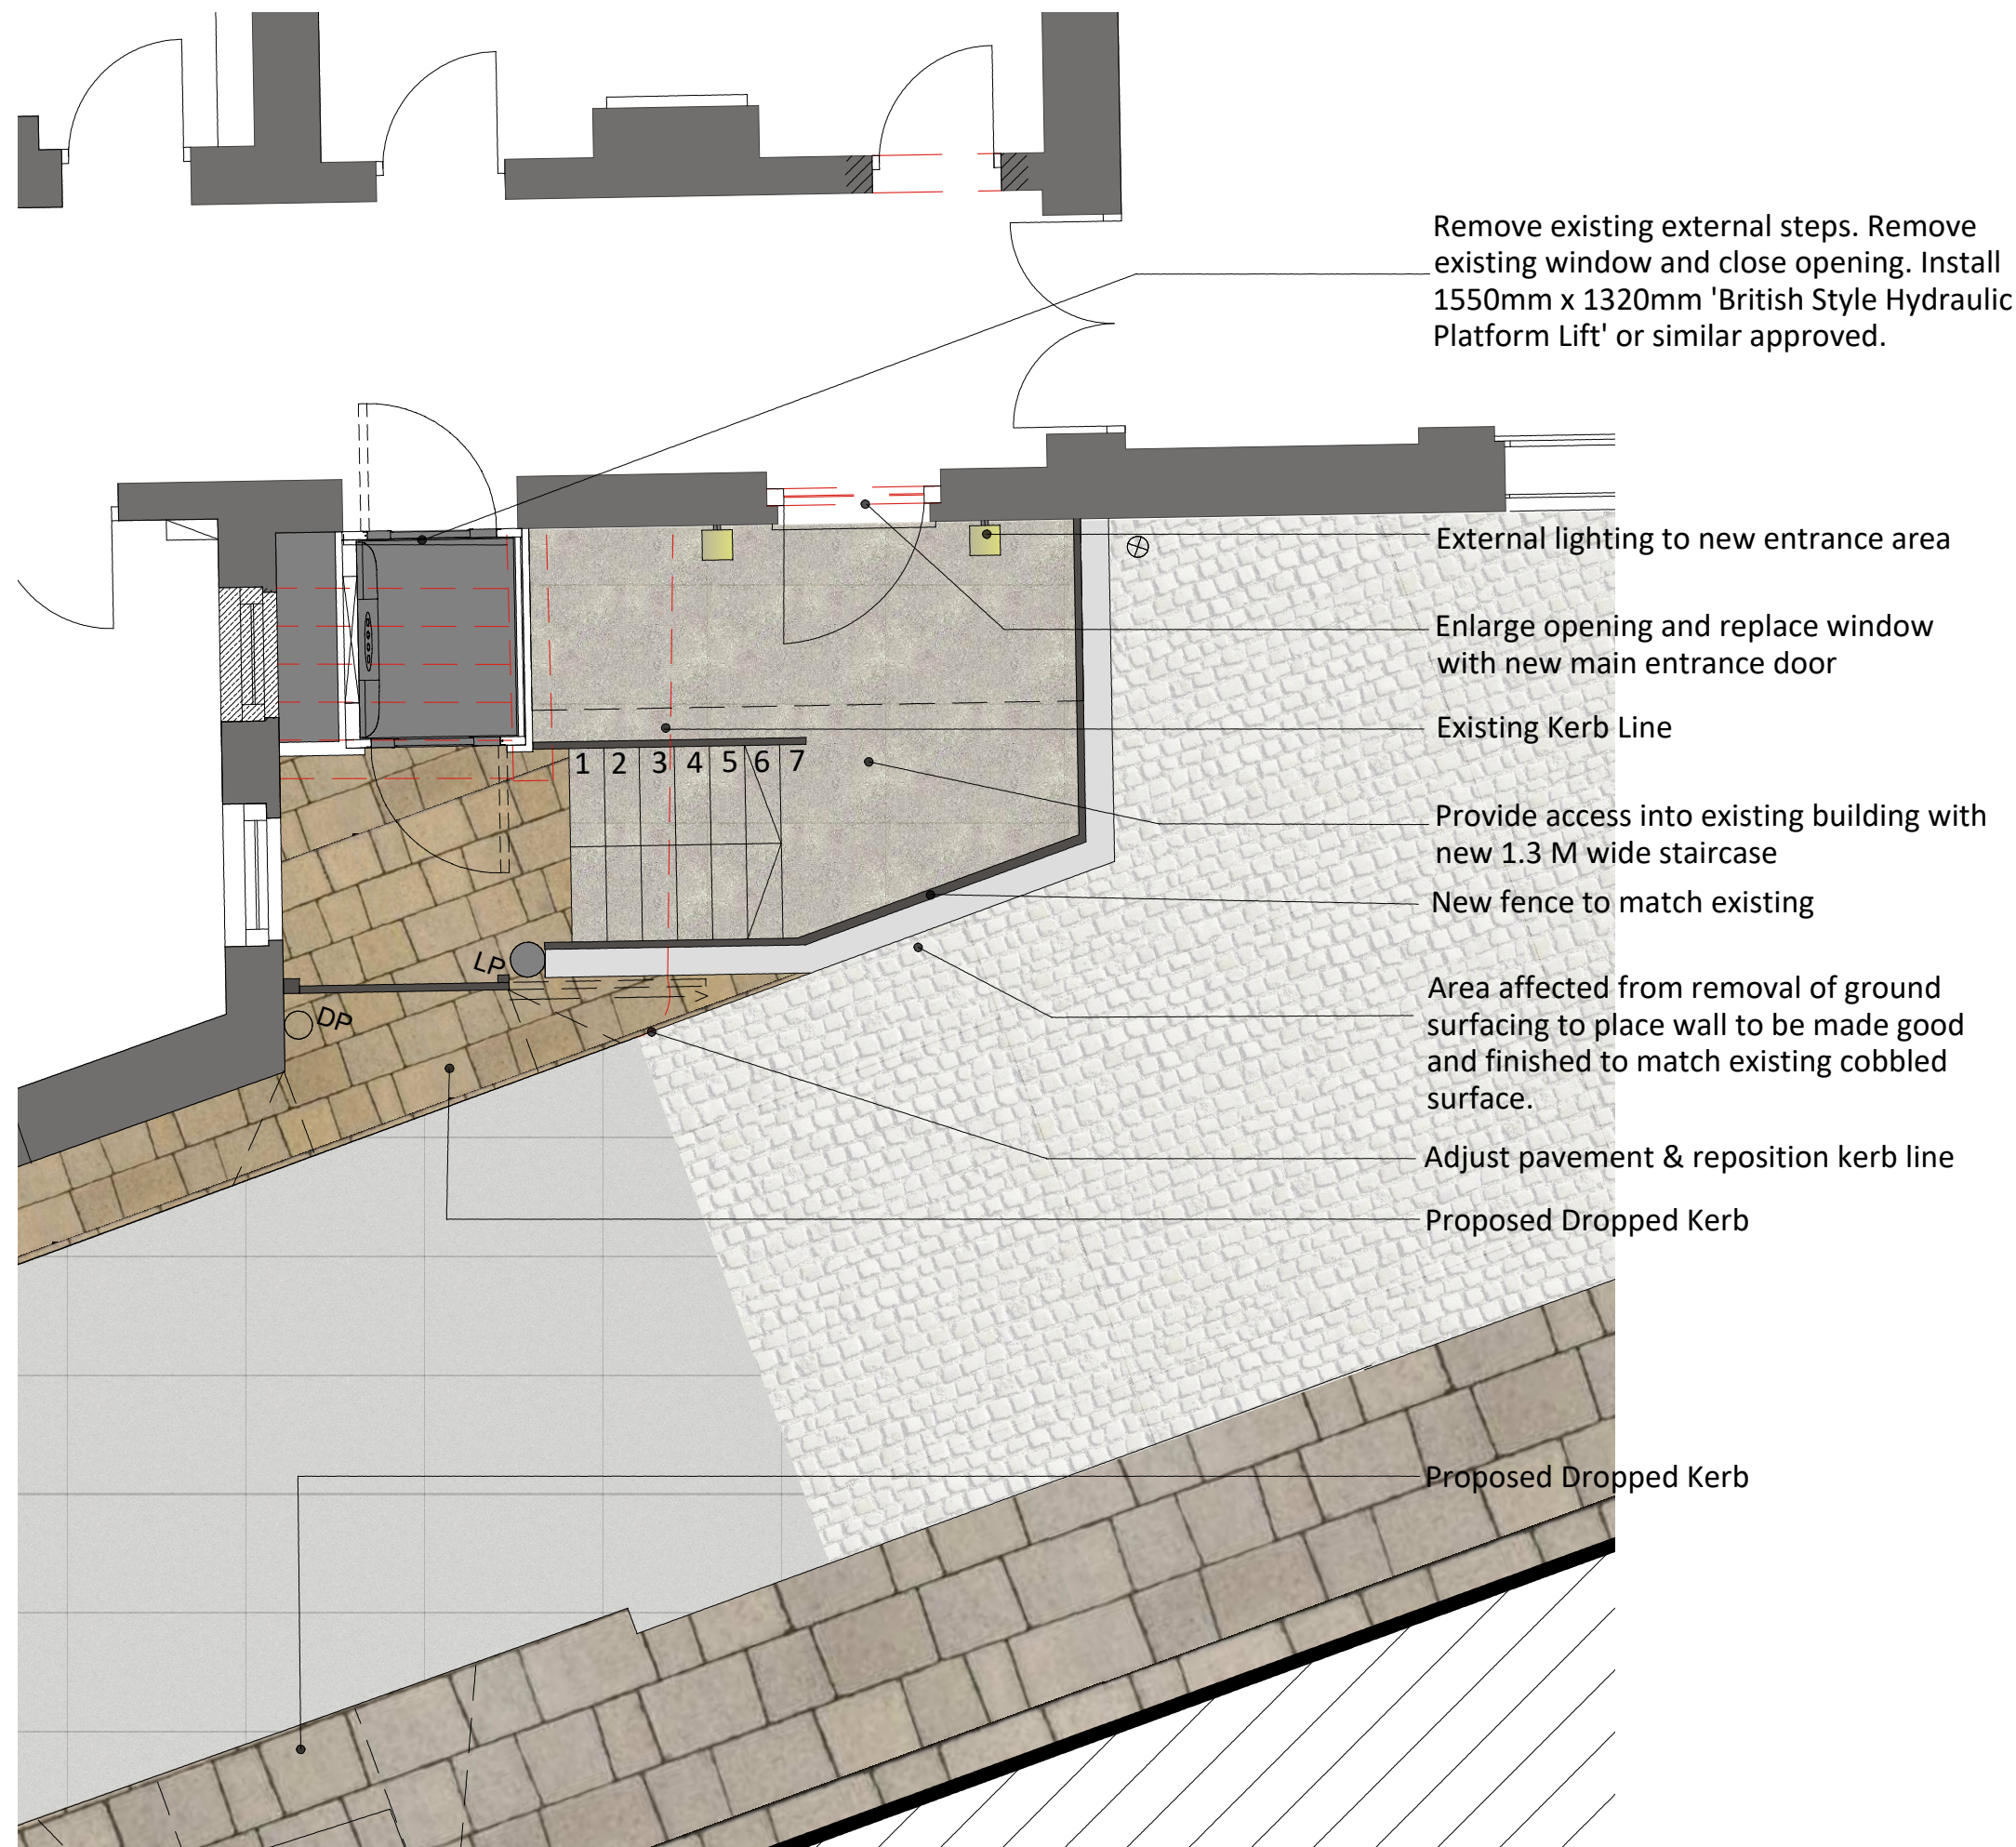 Remove existing external steps. Remove
existing window and close opening. Install
1550mm x 1320mm 'British Style Hydraulic
Platform Lift' or similar approved.
External lighting to new entrance area
Enlarge opening and replace window
with new main entrance door
Existing Kerb Line
1 2 3 4 5 6 7
Provide access into existing building with
new 1.3 M wide staircase
New fence to match existing
LP
DP
Area affected from removal of ground
surfacing to place wall to be made good
and finished to match existing cobbled
surface.
Adjust pavement & reposition kerb line
Proposed Dropped Kerb
Proposed Dropped Kerb